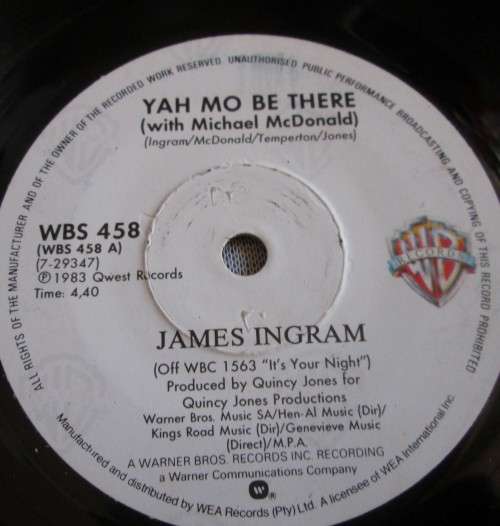 ALL RIGHTS OF THE MANUFACTURER AND OF THE OWNER OF THE RECORDED WORK RESERVED. UNAUTHORISED PUBLIC PERFORMANCE BROADCASTING AND COPYING OF THIS RECORD PROHIBITED
YAH MO BE THERE
(with Michael McDonald)
(Ingram/McDonald/Temperton/Jones)
WBS 458
(WBS 458 A)
(7-29347)
℗ 1983 Qwest Records
Time: 4,40
WB
RECORDS
JAMES INGRAM
(Off WBC 1563 "It's Your Night")
Produced by Quincy Jones for
Quincy Jones Productions
Warner Bros. Music SA/Hen-Al Music (Dir)/
Kings Road Music (Dir)/Genevieve Music
(Direct)/M.P.A.
A WARNER BROS. RECORDS INC. RECORDING
a Warner Communications Company
Manufactured and distributed by WEA Records (Pty) Ltd. A licensee of WEA International Inc.